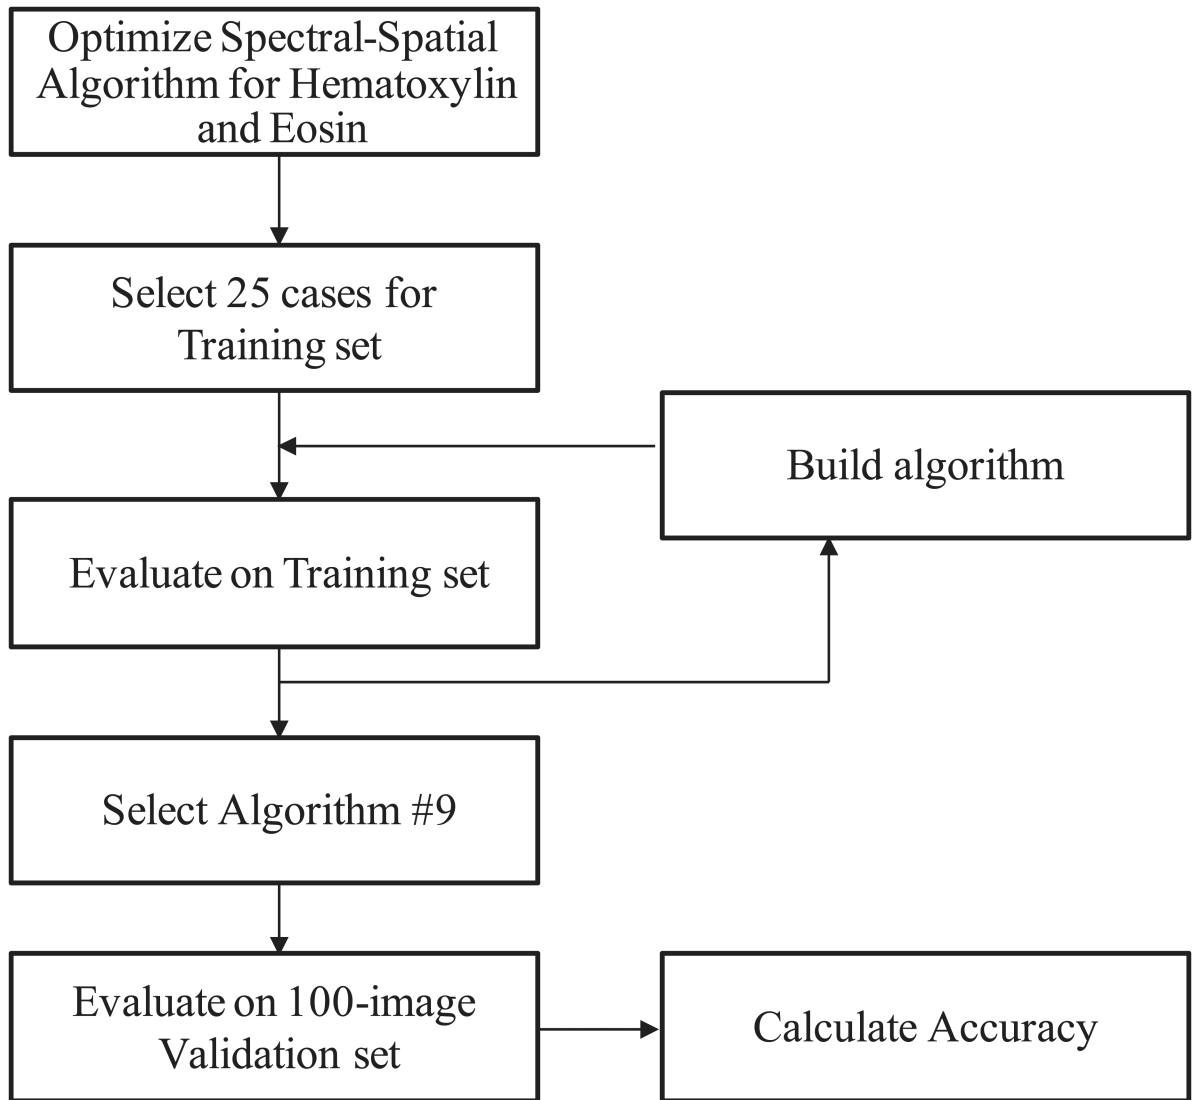 Optimize Spectral-Spatial
Algorithm for Hematoxylin
and Eosin
Select 25 cases for
Training set
Build algorithm
Evaluate on Training set
Select Algorithm #9
Evaluate on 100-image
Validation set
Calculate Accuracy